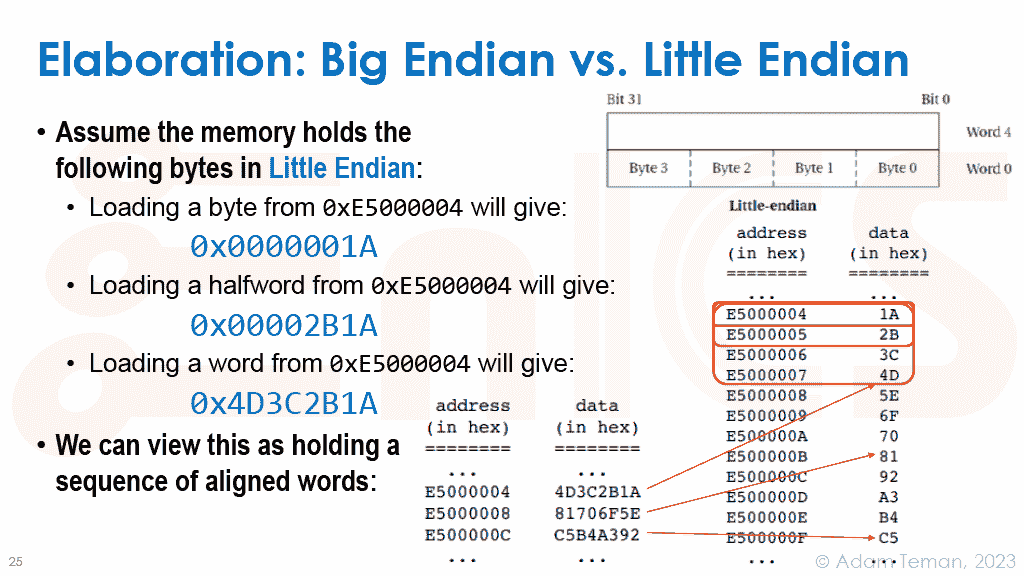 Elaboration: Big Endian vs. Little Endian
• Assume the memory holds the
following bytes in Little Endian:
• Loading a byte from 0xE5000004 will give:
0x0000001A
• Loading a halfword from 0xE5000004 will give:
0x00002B1A
• Loading a word from 0xE5000004 will give:
0x4D3C2B1A
• We can view this as holding a
sequence of aligned words:
address data
(in hex) (in hex)
======== ========
... ...
E5000004 4D3C2B1A
E5000008 81706F5E
E500000C C5B4A392
... ...
Bit 31 Bit 0
Word 4
Byte 3 Byte 2 Byte 1 Byte 0 Word 0
Little-endian
address data
(in hex) (in hex)
======== ========
... ...
E5000004 1A
E5000005 2B
E5000006 3C
E5000007 4D
E5000008 5E
E5000009 6F
E500000A 70
E500000B 81
E500000C 92
E500000D A3
E500000E B4
E500000F C5
... ...
25
© Adam Teman, 2023